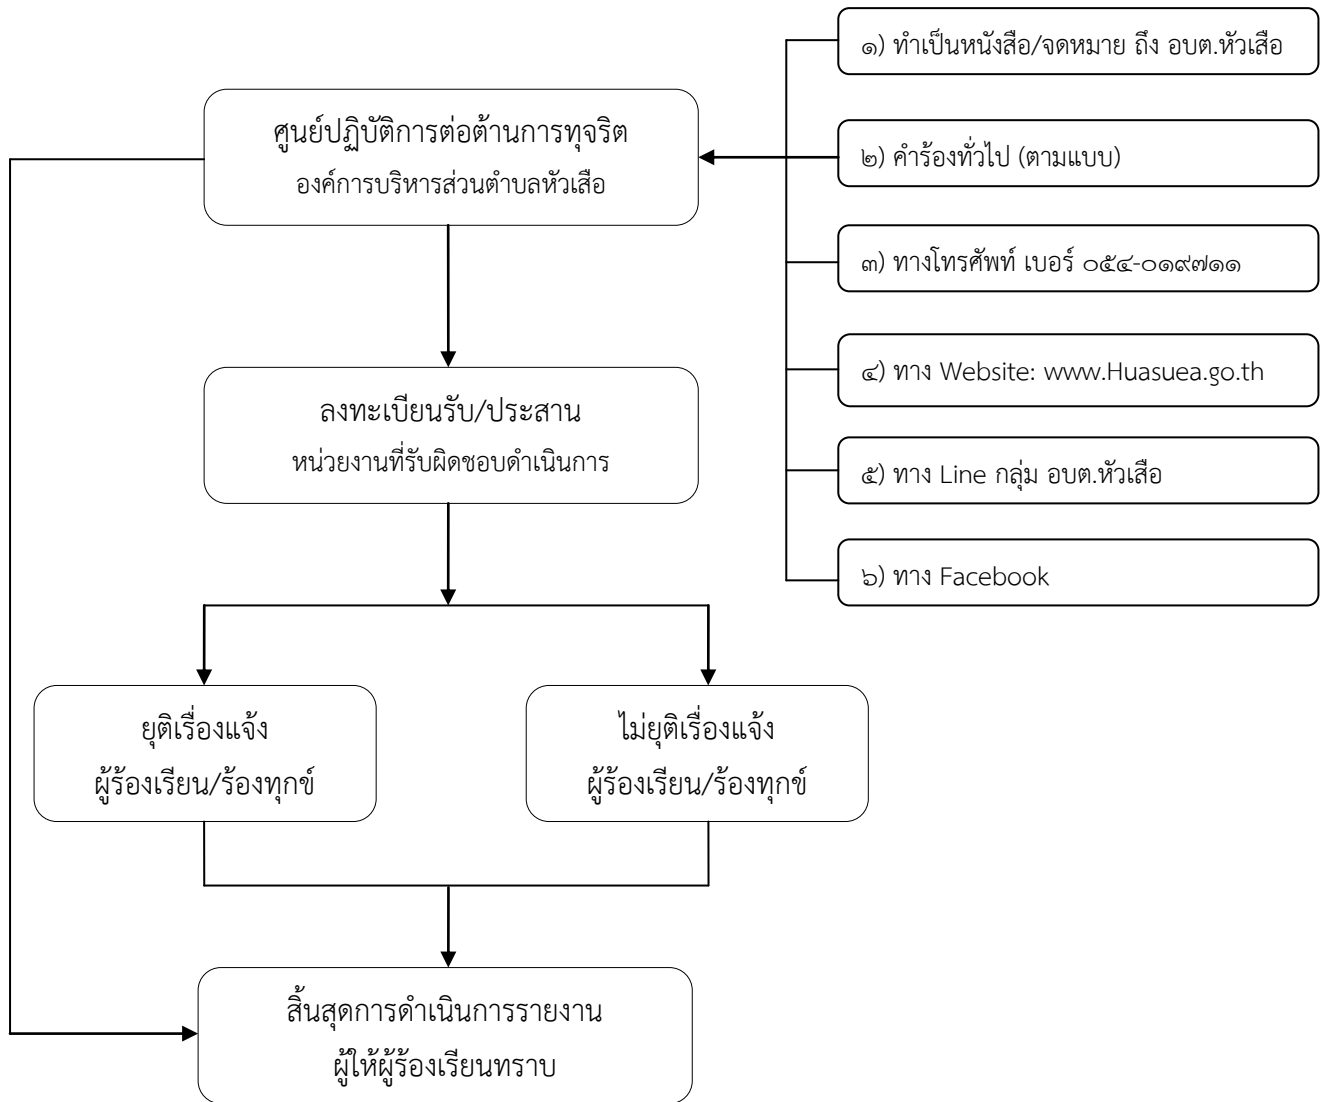 ๑) ทำเป็นหนังสือ/จดหมาย ถึง อบต.หัวเสือ
ศูนย์ปฏิบัติการต่อต้านการทุจริต
องค์การบริหารส่วนตำบลหัวเสือ
๒) คำร้องทั่วไป (ตามแบบ)
๓) ทางโทรศัพท์ เบอร์ ๐๕๔-๐๑๙๗๑๑
๔) ทาง Website: www.Huasuea.go.th
๕) ทาง Line กลุ่ม อบต.หัวเสือ
๖) ทาง Facebook
ลงทะเบียนรับ/ประสาน
หน่วยงานที่รับผิดชอบดำเนินการ
ยุติเรื่องแจ้ง
ผู้ร้องเรียน/ร้องทุกข์
ไม่ยุติเรื่องแจ้ง
ผู้ร้องเรียน/ร้องทุกข์
สิ้นสุดการดำเนินการรายงาน
ผู้ให้ผู้ร้องเรียนทราบ